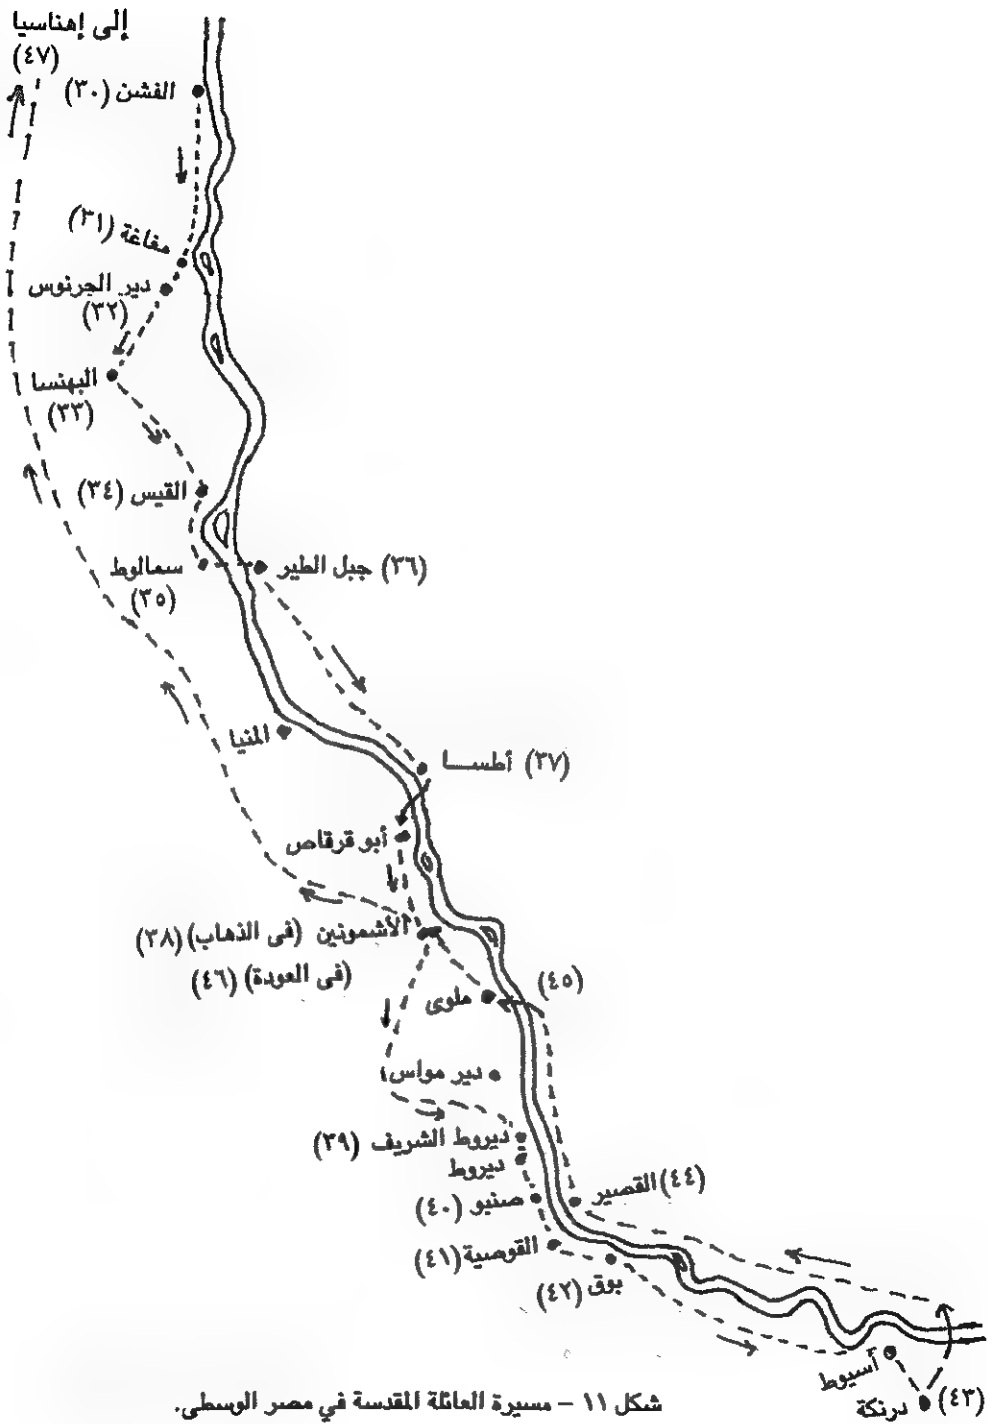 إلى إهناسيا
(٤٧)
الفشن (٣٠)
مغاغة (٣١)
دير الجرنوس
(٣٢)
البهنسا
(٣٣)
القيس (٣٤)
سمالوط
(٣٥)
جبل الطير (٣٦)
المنيا
أطسا (٣٧)
أبو قرقاص
الأشمونين (فى الذهاب) (٣٨)
(فى العودة) (٤٦)
(٤٥)
ملوى
دير مواس
ديروط الشريف (٣٩)
ديروط
صنبو (٤٠)
القصير (٤٤)
القوصية (٤١)
بوق (٤٢)
أسيوط
درنكة (٤٣)
شكل ١١ – مسيرة العائلة المقدسة في مصر الوسطى.